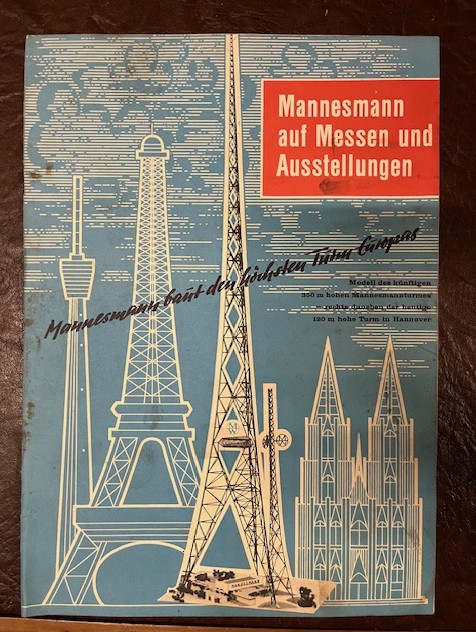 Mannesmann
auf Messen und
Ausstellungen
Mannesmann baut den höchsten Turm Europas
Modell des künftigen
350 m hohen Mannesmannturmes
rechts daneben der heutige
120 m hohe Turm in Hannover